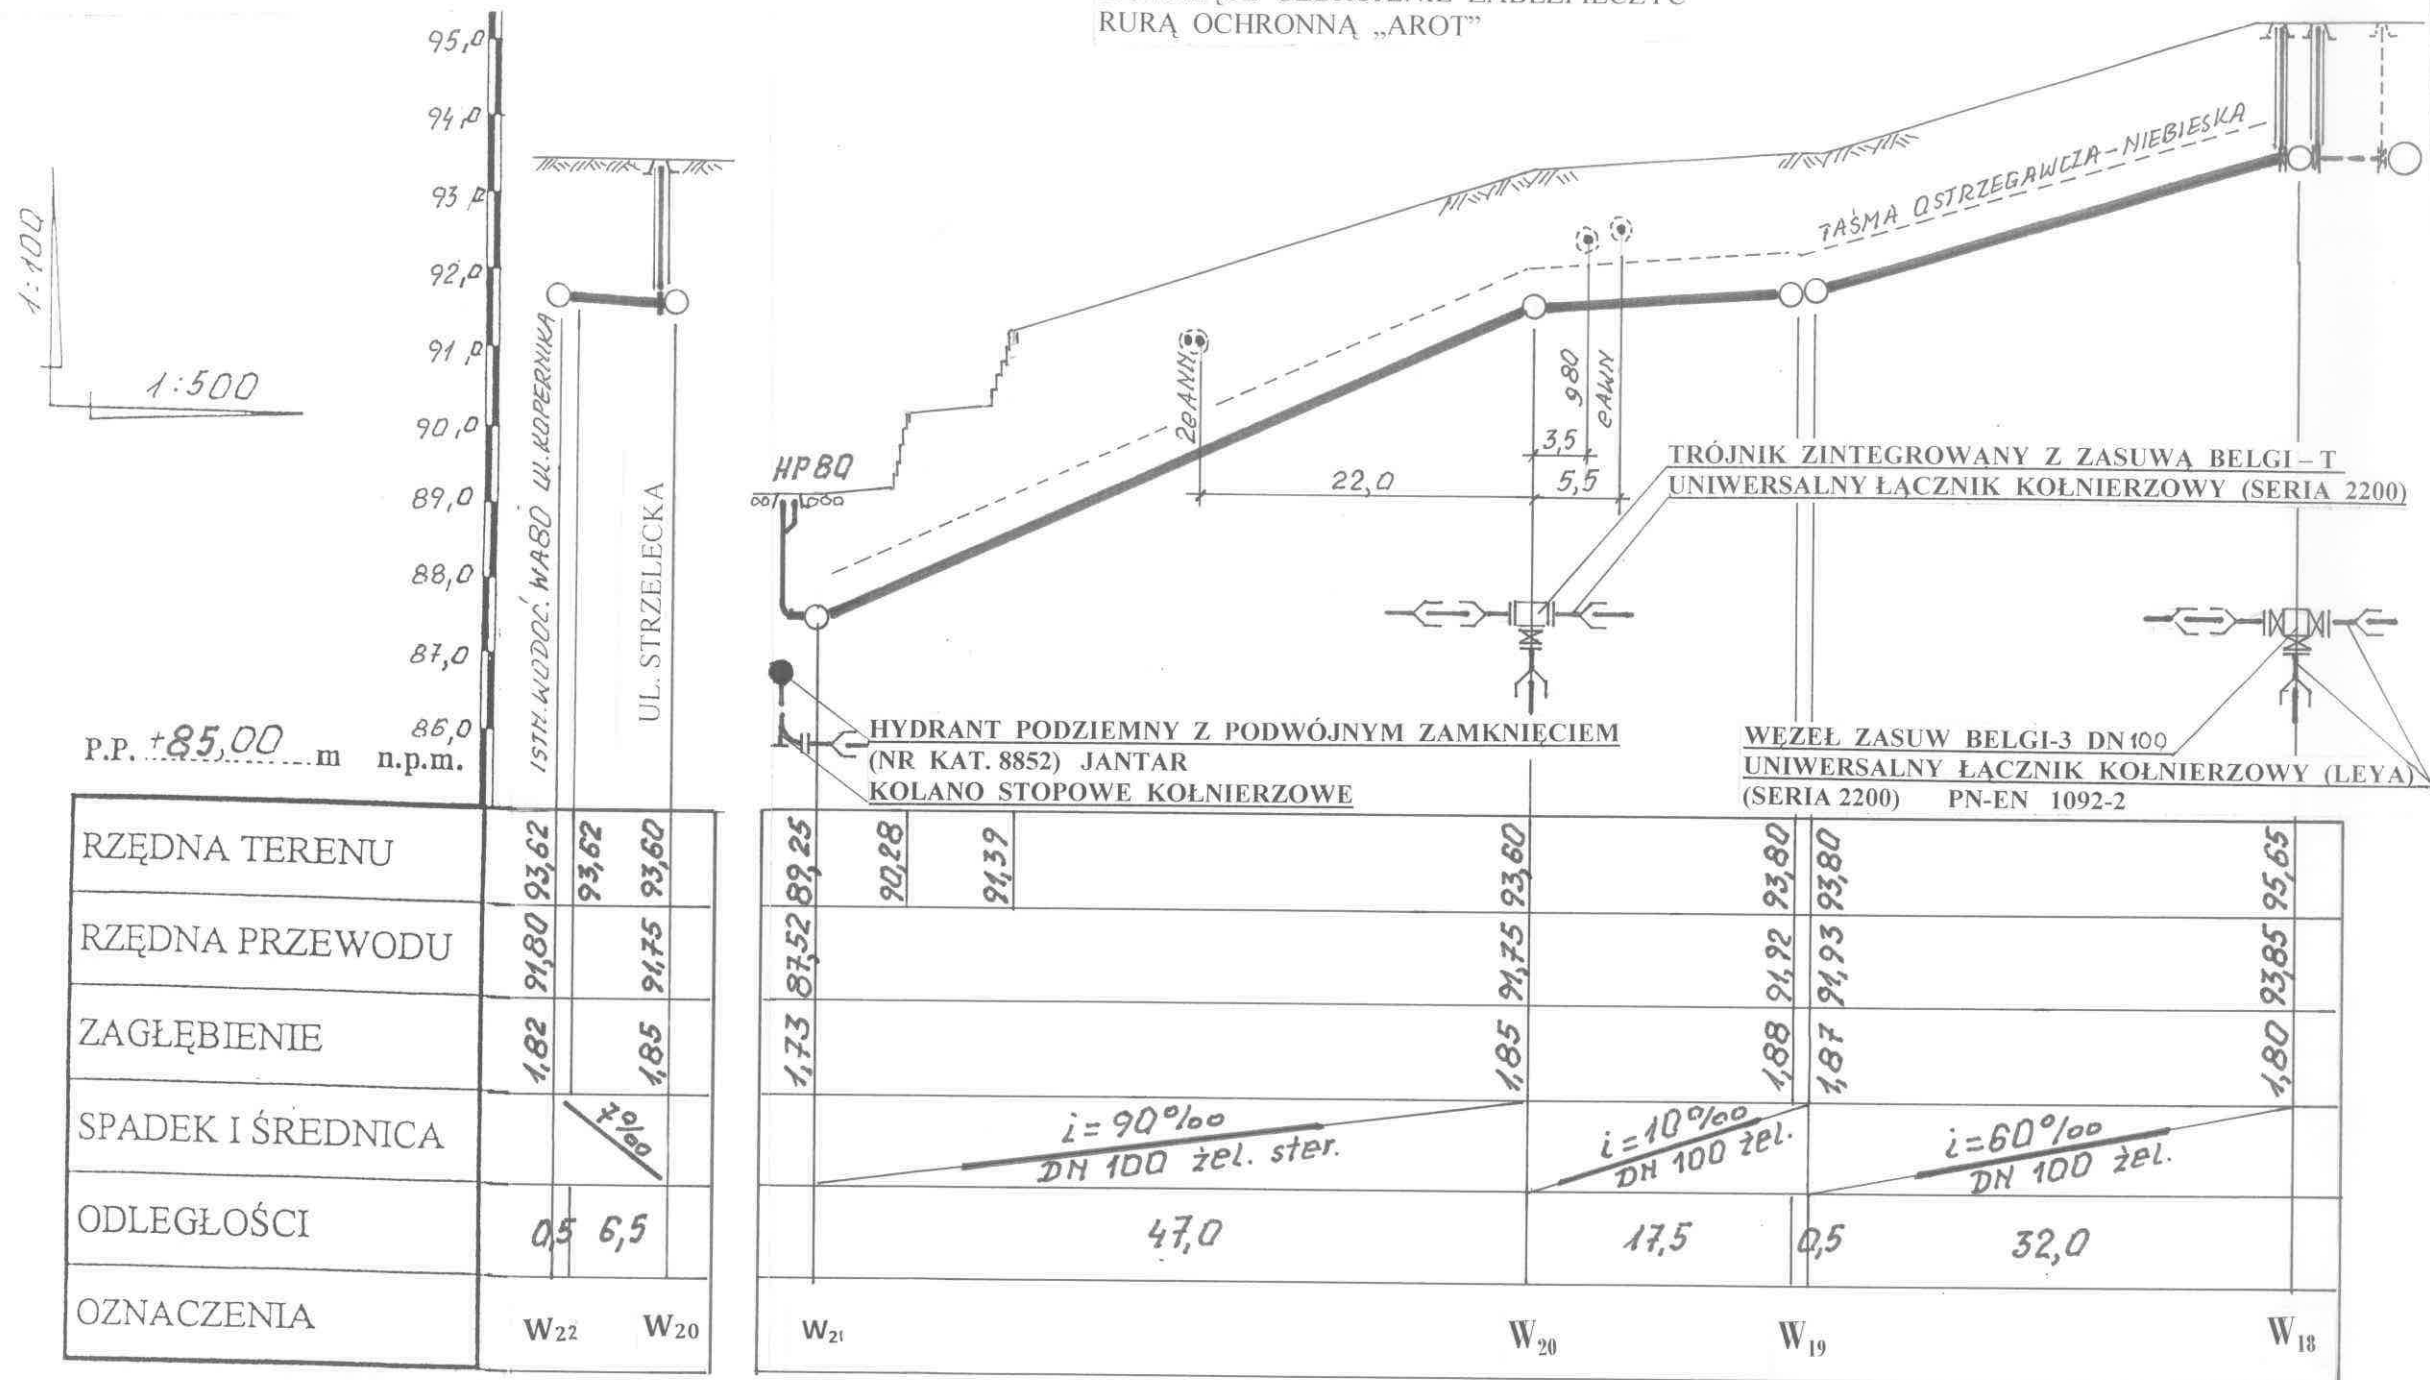 RURĄ OCHRONNĄ „AROT”
95,0
94,0
93,0
92,0
91,0
90,0
89,0
88,0
87,0
86,0
1:100
1:500
P.P. +85,00 m n.p.m.
ISTN. WODOC. WA80 UL. KOPERNIKA
UL. STRZELECKA
HP80
2eANN
22,0
3,5
5,5
g80
eAWN
TAŚMA OSTRZEGAWCZA-NIEBIESKA
TRÓJNIK ZINTEGROWANY Z ZASUWĄ BELGI-T
UNIWERSALNY ŁĄCZNIK KOŁNIERZOWY (SERIA 2200)
HYDRANT PODZIEMNY Z PODWÓJNYM ZAMKNIĘCIEM
(NR KAT. 8852) JANTAR
KOLANO STOPOWE KOŁNIERZOWE
WĘZEŁ ZASUW BELGI-3 DN100
UNIWERSALNY ŁĄCZNIK KOŁNIERZOWY (LEYA)
(SERIA 2200) PN-EN 1092-2
RZĘDNA TERENU 93,62 93,62 93,60 89,25 90,28 91,39 93,60 93,80 93,80 95,65
RZĘDNA PRZEWODU 91,80 91,75 87,52 91,75 91,92 91,93 93,85
ZAGŁĘBIENIE 1,82 1,85 1,73 1,85 1,88 1,87 1,80
SPADEK I ŚREDNICA 7‰ i=90‰ i=10‰ i=60‰
DN 100 żel. ster. DN 100 żel. DN 100 żel.
ODLEGŁOŚCI 0,5 6,5 47,0 17,5 0,5 32,0
OZNACZENIA W22 W20 W21 W20 W19 W18